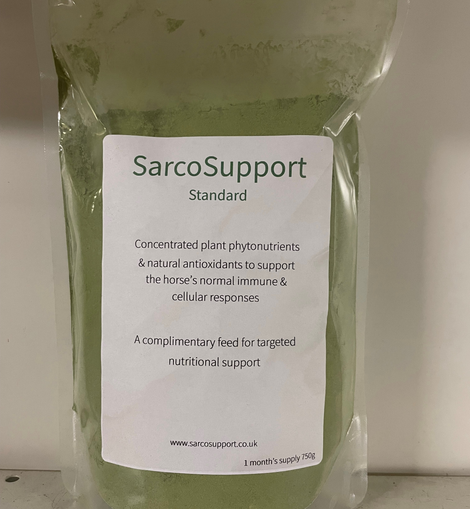 SarcoSupport
Standard
Concentrated plant phytonutrients
& natural antioxidants to support
the horse's normal immune &
cellular responses
A complimentary feed for targeted
nutritional support
www.sarcosupport.co.uk
1 month's supply 750g